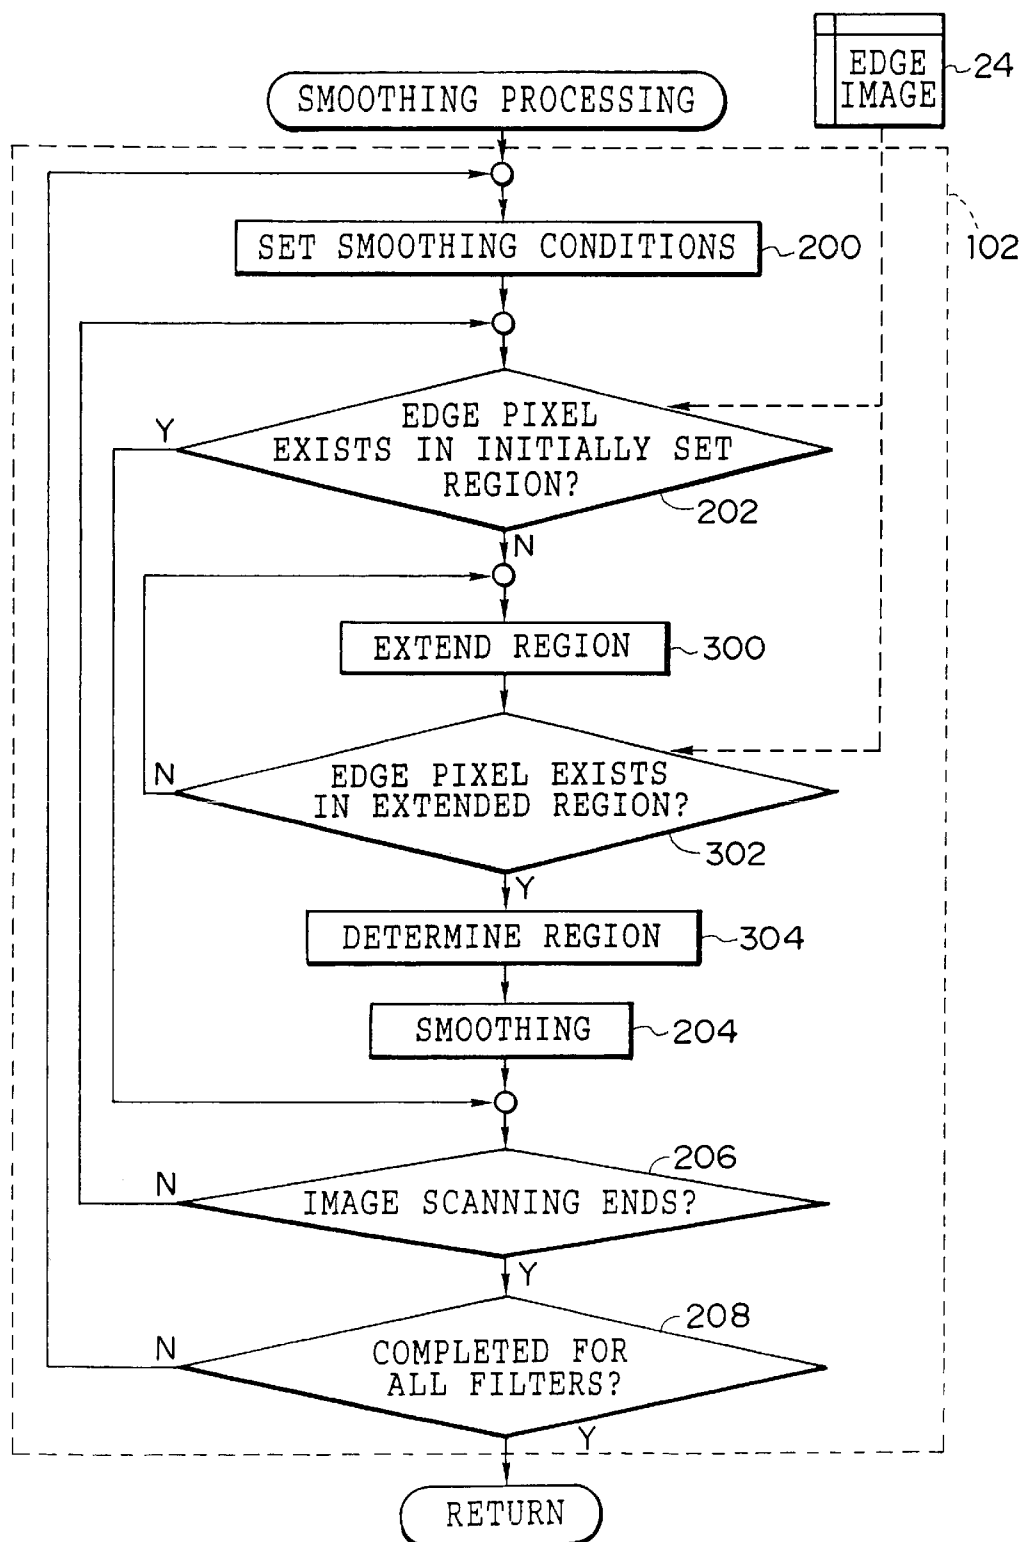 EDGE
IMAGE
24
SMOOTHING PROCESSING
102
SET SMOOTHING CONDITIONS
200
Y
EDGE PIXEL
EXISTS IN INITIALLY SET
REGION?
202
N
EXTEND REGION
300
N
EDGE PIXEL EXISTS
IN EXTENDED REGION?
302
Y
DETERMINE REGION
304
SMOOTHING
204
206
N
IMAGE SCANNING ENDS?
Y
208
N
COMPLETED FOR
ALL FILTERS?
Y
RETURN